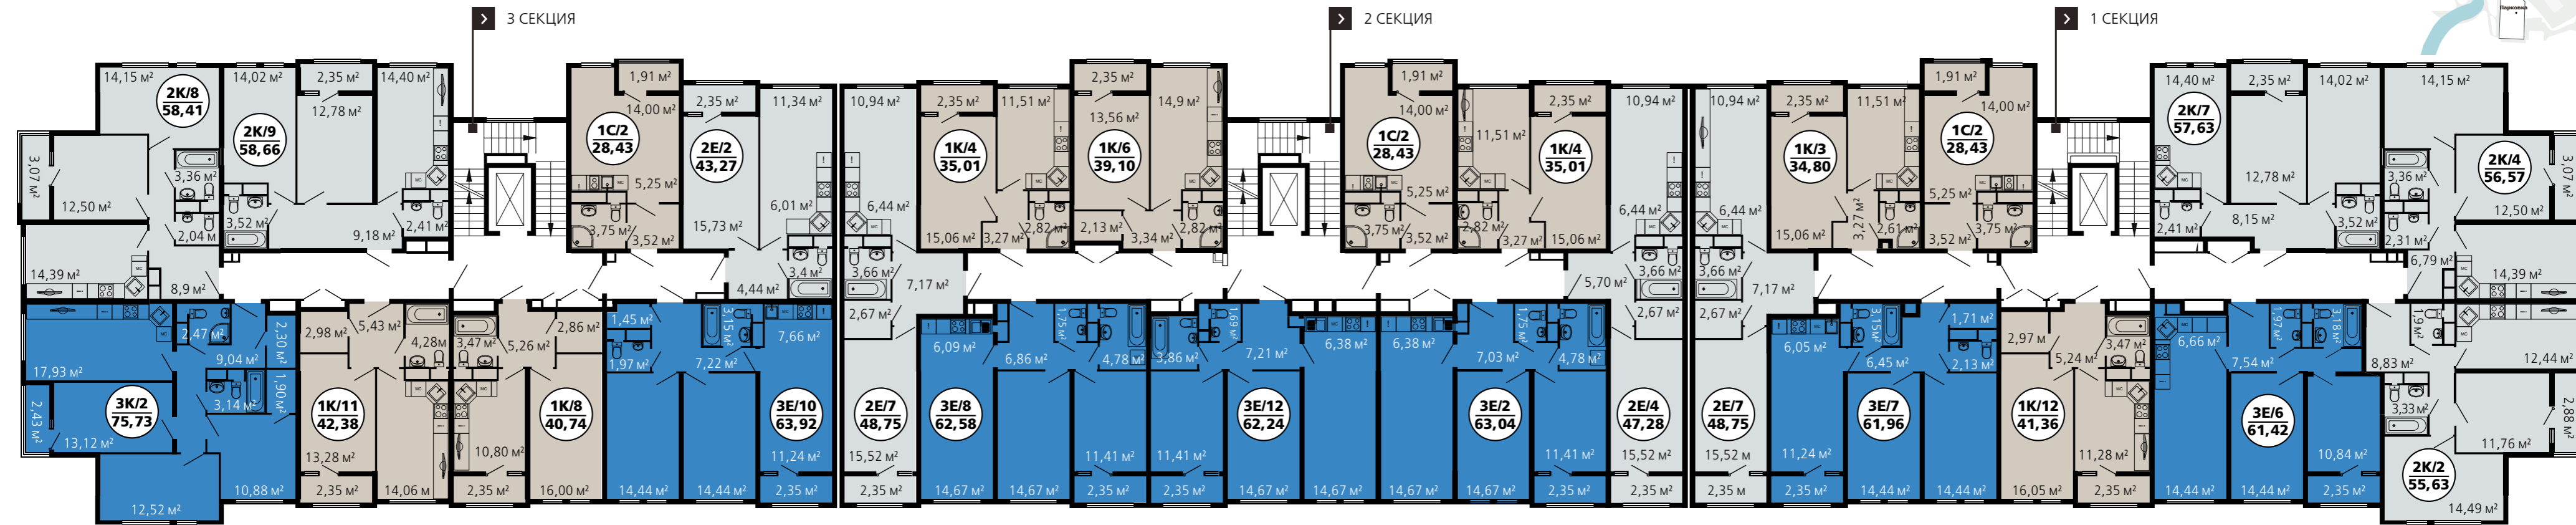 3 СЕКЦИЯ
2 СЕКЦИЯ
1 СЕКЦИЯ
Парковка
14,15 м²
2К/8
58,41
3,07 м²
12,50 м²
3,36 м²
2,04 м
14,39 м²
8,9 м²
14,02 м²
2,35 м²
14,40 м²
12,78 м²
2К/9
58,66
3,52 м²
9,18 м²
2,41 м²
1,91 м²
14,00 м²
1С/2
28,43
5,25 м²
3,75 м²
3,52 м²
2,35 м²
11,34 м²
2Е/2
43,27
6,01 м²
15,73 м²
3,4 м²
4,44 м²
10,94 м²
6,44 м²
3,66 м²
7,17 м²
2,67 м²
2Е/7
48,75
15,52 м²
2,35 м²
2,35 м²
11,51 м²
1К/4
35,01
15,06 м²
3,27 м²
2,82 м²
2,35 м²
14,9 м²
13,56 м²
1К/6
39,10
2,13 м²
3,34 м²
2,82 м²
1,91 м²
14,00 м²
1С/2
28,43
5,25 м²
3,75 м²
3,52 м²
2,35 м²
11,51 м²
1К/4
35,01
2,82 м²
3,27 м²
15,06 м²
10,94 м²
6,44 м²
5,70 м²
3,66 м²
2,67 м²
2Е/4
47,28
15,52 м²
2,35 м²
10,94 м²
6,44 м²
3,66 м²
7,17 м²
2,67 м²
2Е/7
48,75
15,52 м
2,35 м
2,35 м²
11,51 м²
1К/3
34,80
15,06 м²
3,27 м²
2,61 м²
1,91 м²
14,00 м²
1С/2
28,43
5,25 м²
3,52 м²
3,75 м²
14,40 м²
2,35 м²
14,02 м²
2К/7
57,63
12,78 м²
2,41 м²
8,15 м²
3,52 м²
14,15 м²
2К/4
56,57
3,36 м²
3,07 м²
12,50 м²
2,31 м²
6,79 м²
14,39 м²
17,93 м²
2,47 м²
2,30 м²
9,04 м²
3К/2
75,73
2,43 м²
13,12 м²
3,14 м²
1,90 м²
12,52 м²
10,88 м²
2,98 м²
5,43 м²
4,28м
1К/11
42,38
13,28 м²
2,35 м²
14,06 м
3,47 м²
5,26 м²
2,86 м²
1К/8
40,74
10,80 м²
2,35 м²
16,00 м²
1,45 м²
1,97 м²
3,15 м²
7,22 м²
7,66 м²
3Е/10
63,92
11,24 м²
14,44 м²
14,44 м²
2,35 м²
6,09 м²
6,86 м²
1,75 м²
4,78 м²
3Е/8
62,58
11,41 м²
14,67 м²
14,67 м²
2,35 м²
3,86 м²
1,69 м²
7,21 м²
6,38 м²
3Е/12
62,24
11,41 м²
2,35 м²
14,67 м²
14,67 м²
6,38 м²
7,03 м²
1,75 м²
4,78 м²
3Е/2
63,04
11,41 м²
14,67 м²
14,67 м²
2,35 м²
6,05 м²
3,15 м²
6,45 м²
1,71 м²
2,13 м²
3Е/7
61,96
11,24 м²
2,35 м²
14,44 м²
14,44 м²
2,97 м²
5,24 м²
3,47 м²
1К/12
41,36
11,28 м²
16,05 м²
2,35 м²
6,66 м²
1,97 м²
3,18 м²
7,54 м²
3Е/6
61,42
10,84 м²
14,44 м²
14,44 м²
2,35 м²
1,9 м²
8,83 м²
12,44 м²
3,33 м²
2,88 м²
11,76 м²
2К/2
55,63
14,49 м²